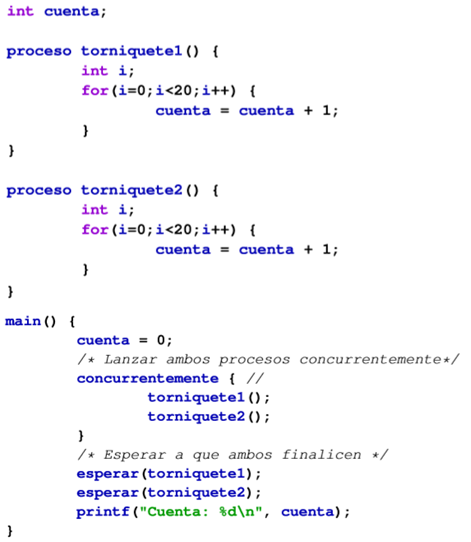 int cuenta;
proceso torniquete1() {
int i;
for(i=0;i<20;i++) {
cuenta = cuenta + 1;
}
}
proceso torniquete2() {
int i;
for(i=0;i<20;i++) {
cuenta = cuenta + 1;
}
}
main() {
cuenta = 0;
/* Lanzar ambos procesos concurrentemente*/
concurrentemente { //
torniquete1();
torniquete2();
}
/* Esperar a que ambos finalicen */
esperar(torniquete1);
esperar(torniquete2);
printf("Cuenta: %d\n", cuenta);
}